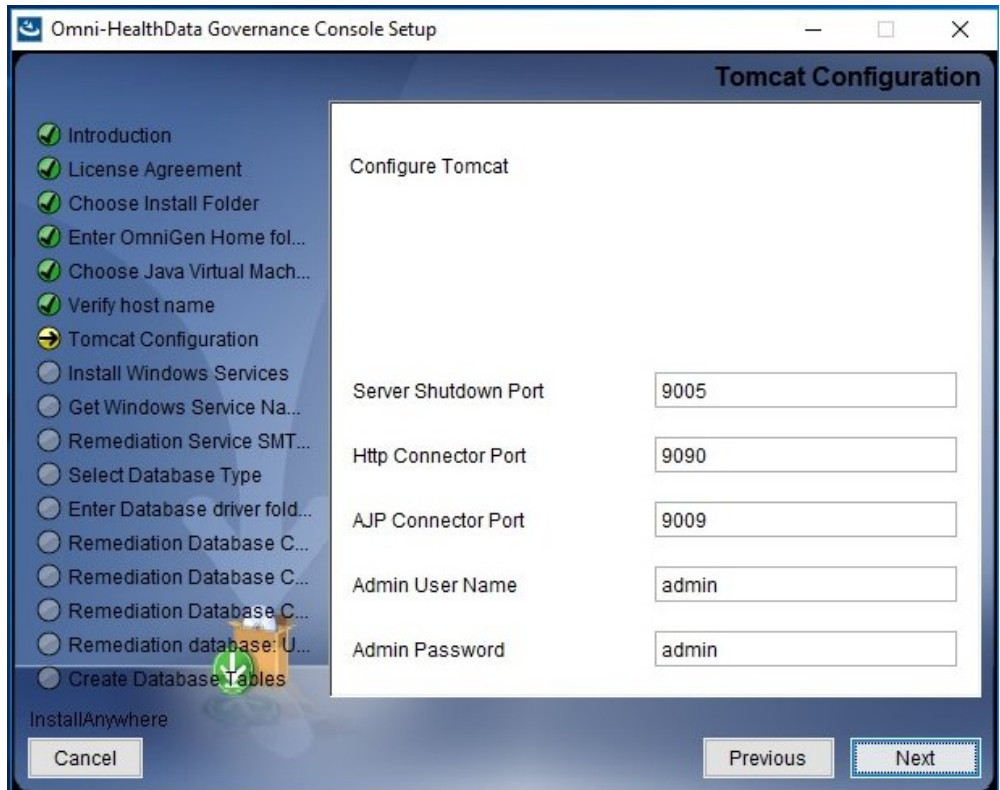 Omni-HealthData Governance Console Setup
Tomcat Configuration
Introduction
License Agreement
Choose Install Folder
Enter OmniGen Home fol...
Choose Java Virtual Mach...
Verify host name
Tomcat Configuration
Install Windows Services
Get Windows Service Na...
Remediation Service SMT...
Select Database Type
Enter Database driver fold...
Remediation Database C...
Remediation Database C...
Remediation Database C...
Remediation database: U...
Create Database Tables
Configure Tomcat
Server Shutdown Port 9005
Http Connector Port 9090
AJP Connector Port 9009
Admin User Name admin
Admin Password admin
InstallAnywhere
Cancel Previous Next